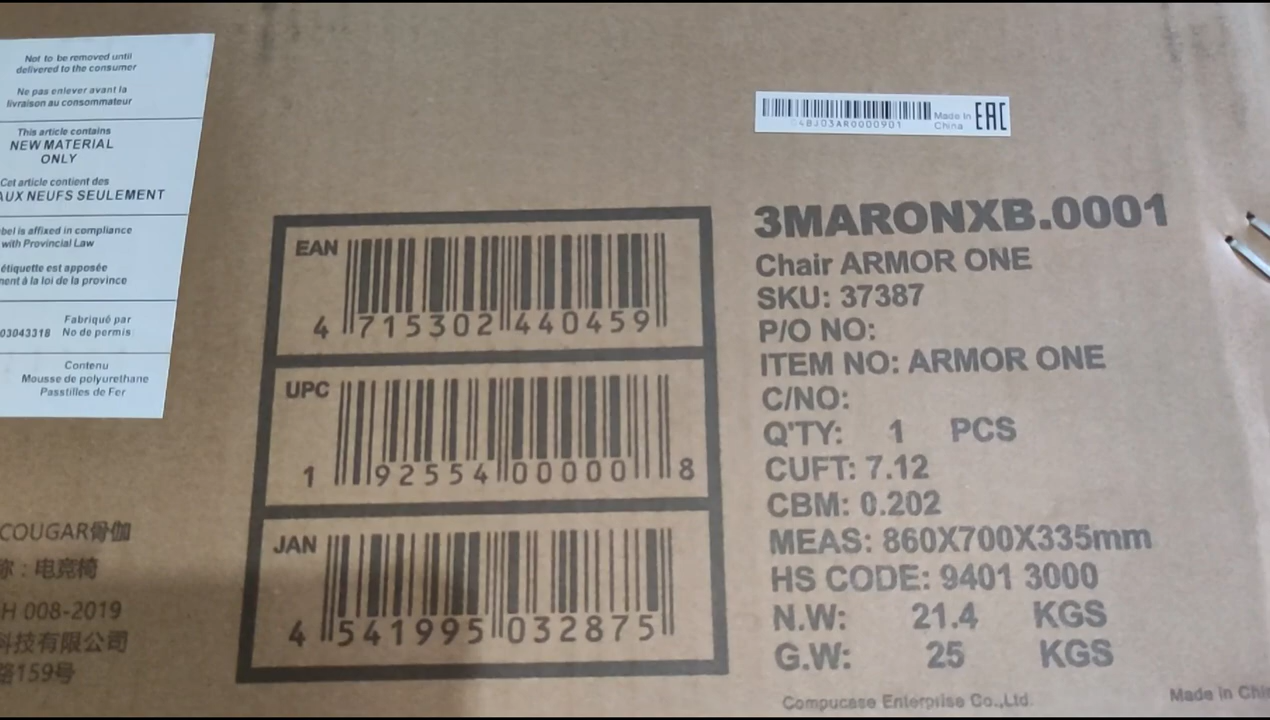 Not to be removed until
delivered to the consumer
Ne pas enlever avant la
livraison au consommateur
This article contains
NEW MATERIAL
ONLY
Cet article contient des
AUX NEUFS SEULEMENT
is affixed in compliance
with Provincial Law
étiquette est apposée
à la loi de la province
Fabriqué par
03043318 No de permis
Contenu
Mousse de polyurethane
Passtilles de Fer
COUGAR骨伽
称:电竞椅
H 008-2019
科技有限公司
路159号
EAN
4 715302 440459
UPC
1 92554 00000 8
JAN
4 541995 032875
Made In
China
EAC
04BJ03AR0000901
3MARONXB.0001
Chair ARMOR ONE
SKU: 37387
P/O NO:
ITEM NO: ARMOR ONE
C/NO:
Q'TY: 1 PCS
CUFT: 7.12
CBM: 0.202
MEAS: 860X700X335mm
HS CODE: 9401 3000
N.W: 21.4 KGS
G.W: 25 KGS
Compucase Enterprise Co.,Ltd.
Made in